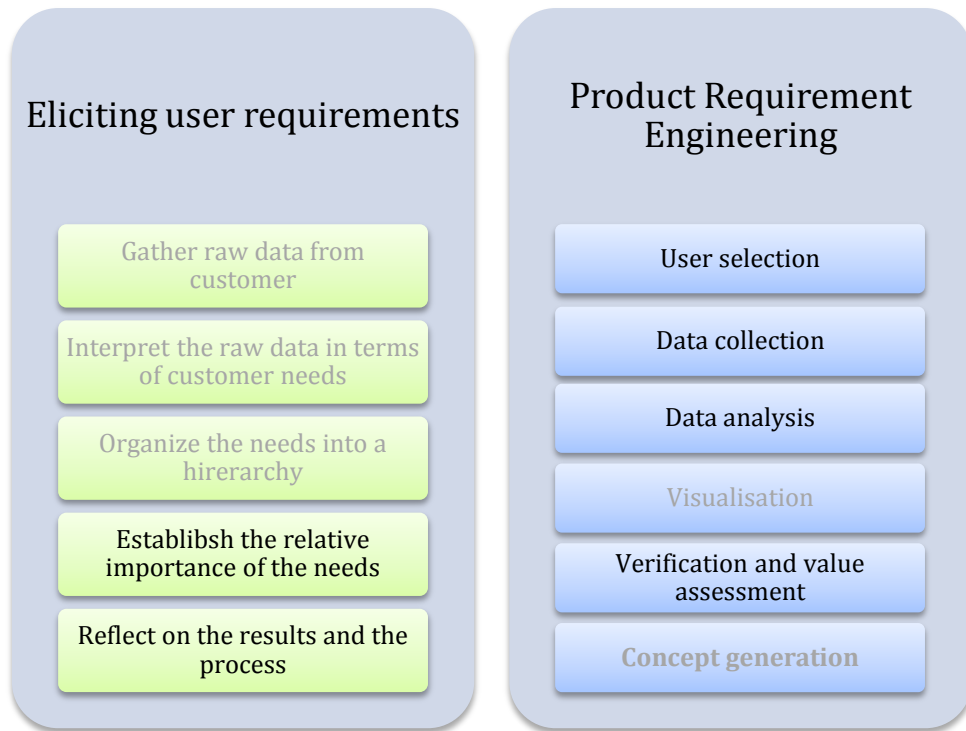 Eliciting user requirements
Gather raw data from
customer
Interpret the raw data in terms
of customer needs
Organize the needs into a
hirerarchy
Establibsh the relative
importance of the needs
Reflect on the results and the
process
Product Requirement
Engineering
User selection
Data collection
Data analysis
Visualisation
Verification and value
assessment
Concept generation